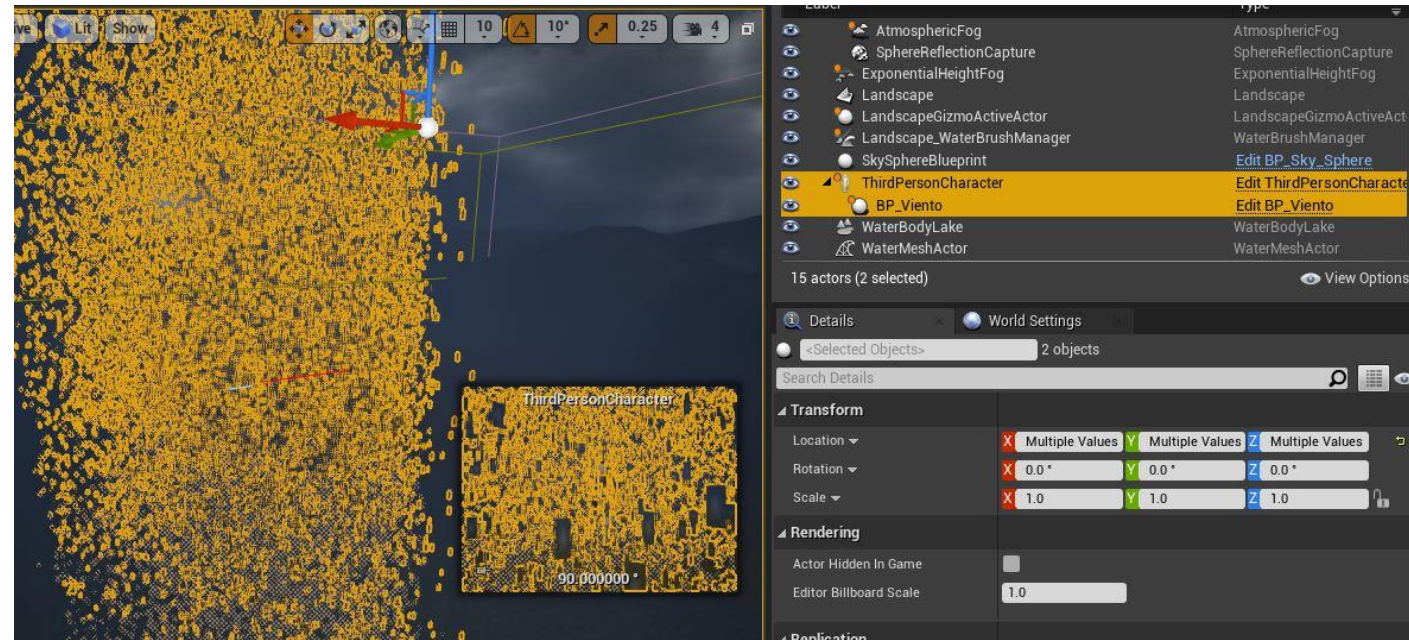 Lit
Show
10
10°
0.25
4
AtmosphericFog AtmosphericFog
SphereReflectionCapture SphereReflectionCapture
ExponentialHeightFog ExponentialHeightFog
Landscape Landscape
LandscapeGizmoActiveActor LandscapeGizmoActiveAct
Landscape_WaterBrushManager WaterBrushManager
SkySphereBlueprint Edit BP_Sky_Sphere
ThirdPersonCharacter Edit ThirdPersonCharacte
BP_Viento Edit BP_Viento
WaterBodyLake WaterBodyLake
WaterMeshActor WaterMeshActor
15 actors (2 selected) View Options
Details World Settings
<Selected Objects> 2 objects
Search Details
Transform
Location X Multiple Values Y Multiple Values Z Multiple Values
Rotation X 0.0° Y 0.0° Z 0.0°
Scale X 1.0 Y 1.0 Z 1.0
Rendering
Actor Hidden In Game
Editor Billboard Scale 1.0
ThirdPersonCharacter
90.000000°